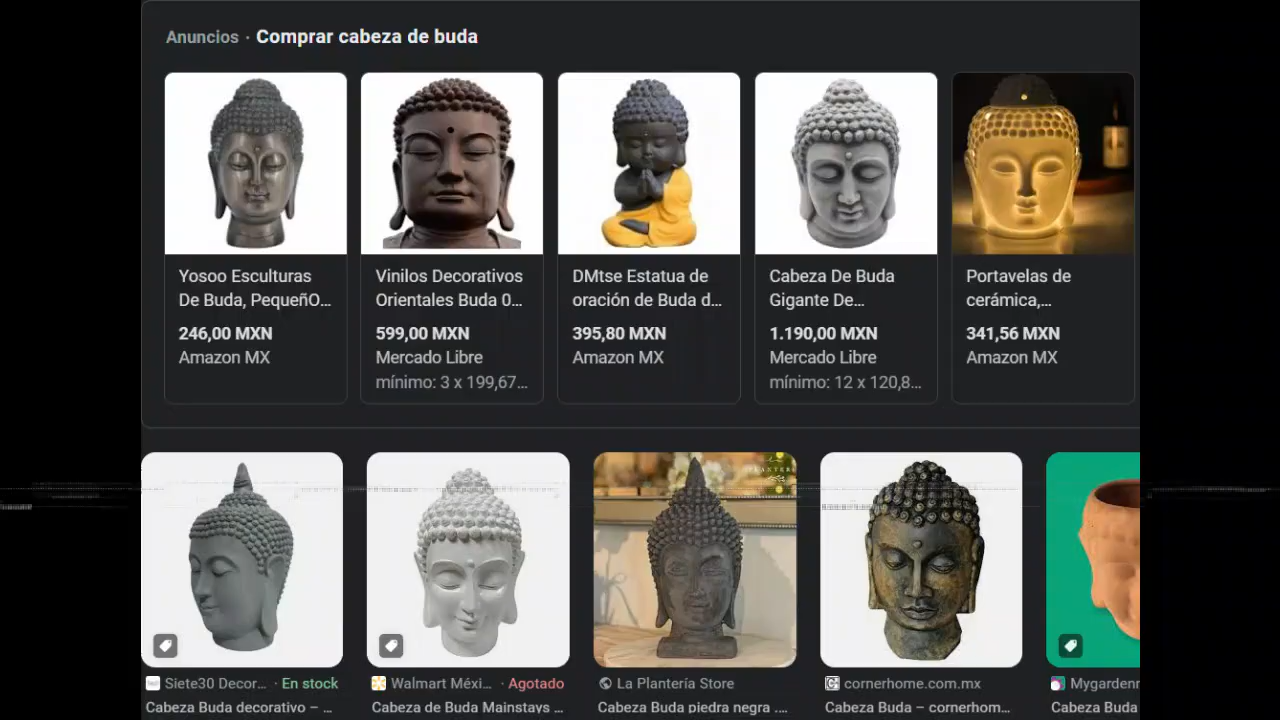 Anuncios · Comprar cabeza de buda
Yosoo Esculturas
De Buda, PequeñO...
246,00 MXN
Amazon MX
Vinilos Decorativos
Orientales Buda 0...
599,00 MXN
Mercado Libre
mínimo: 3 x 199,67...
DMtse Estatua de
oración de Buda d...
395,80 MXN
Amazon MX
Cabeza De Buda
Gigante De...
1.190,00 MXN
Mercado Libre
mínimo: 12 x 120,8...
Portavelas de
cerámica,...
341,56 MXN
Amazon MX
Siete30 Decor... · En stock
Cabeza Buda decorativo – ...
Walmart Méxi... · Agotado
Cabeza de Buda Mainstays ...
La Plantería Store
Cabeza Buda piedra negra ....
cornerhome.com.mx
Cabeza Buda – cornerhom...
Cabeza Buda